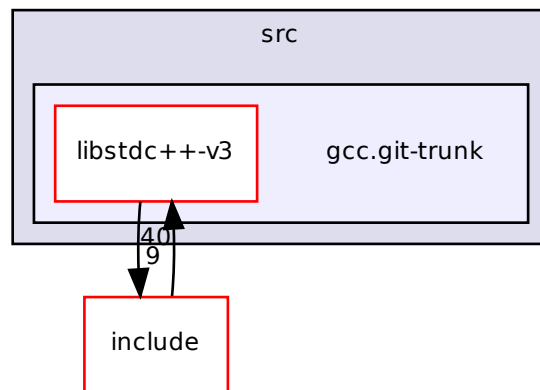 src
libstdc++-v3
gcc.git-trunk
40
9
include